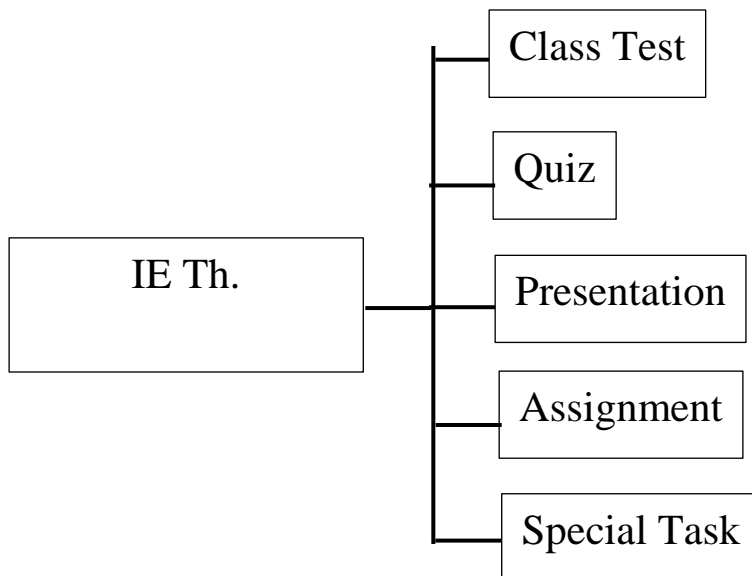 Class Test
Quiz
IE Th.
Presentation
Assignment
Special Task